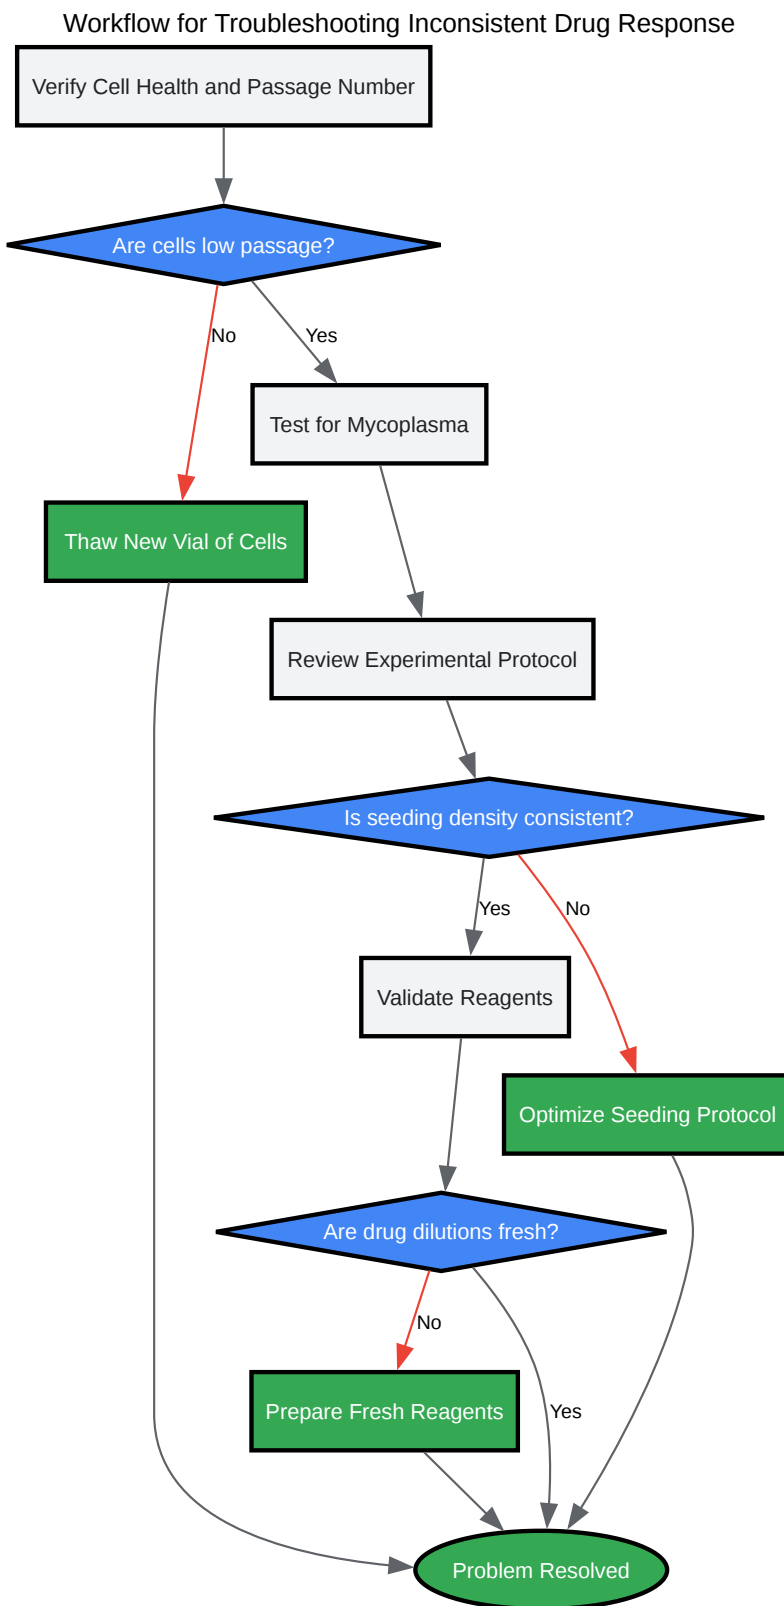 Workflow for Troubleshooting Inconsistent Drug Response
Verify Cell Health and Passage Number
Are cells low passage?
No
Yes
Test for Mycoplasma
Thaw New Vial of Cells
Review Experimental Protocol
Is seeding density consistent?
Yes
No
Validate Reagents
Optimize Seeding Protocol
Are drug dilutions fresh?
No
Prepare Fresh Reagents
Yes
Problem Resolved